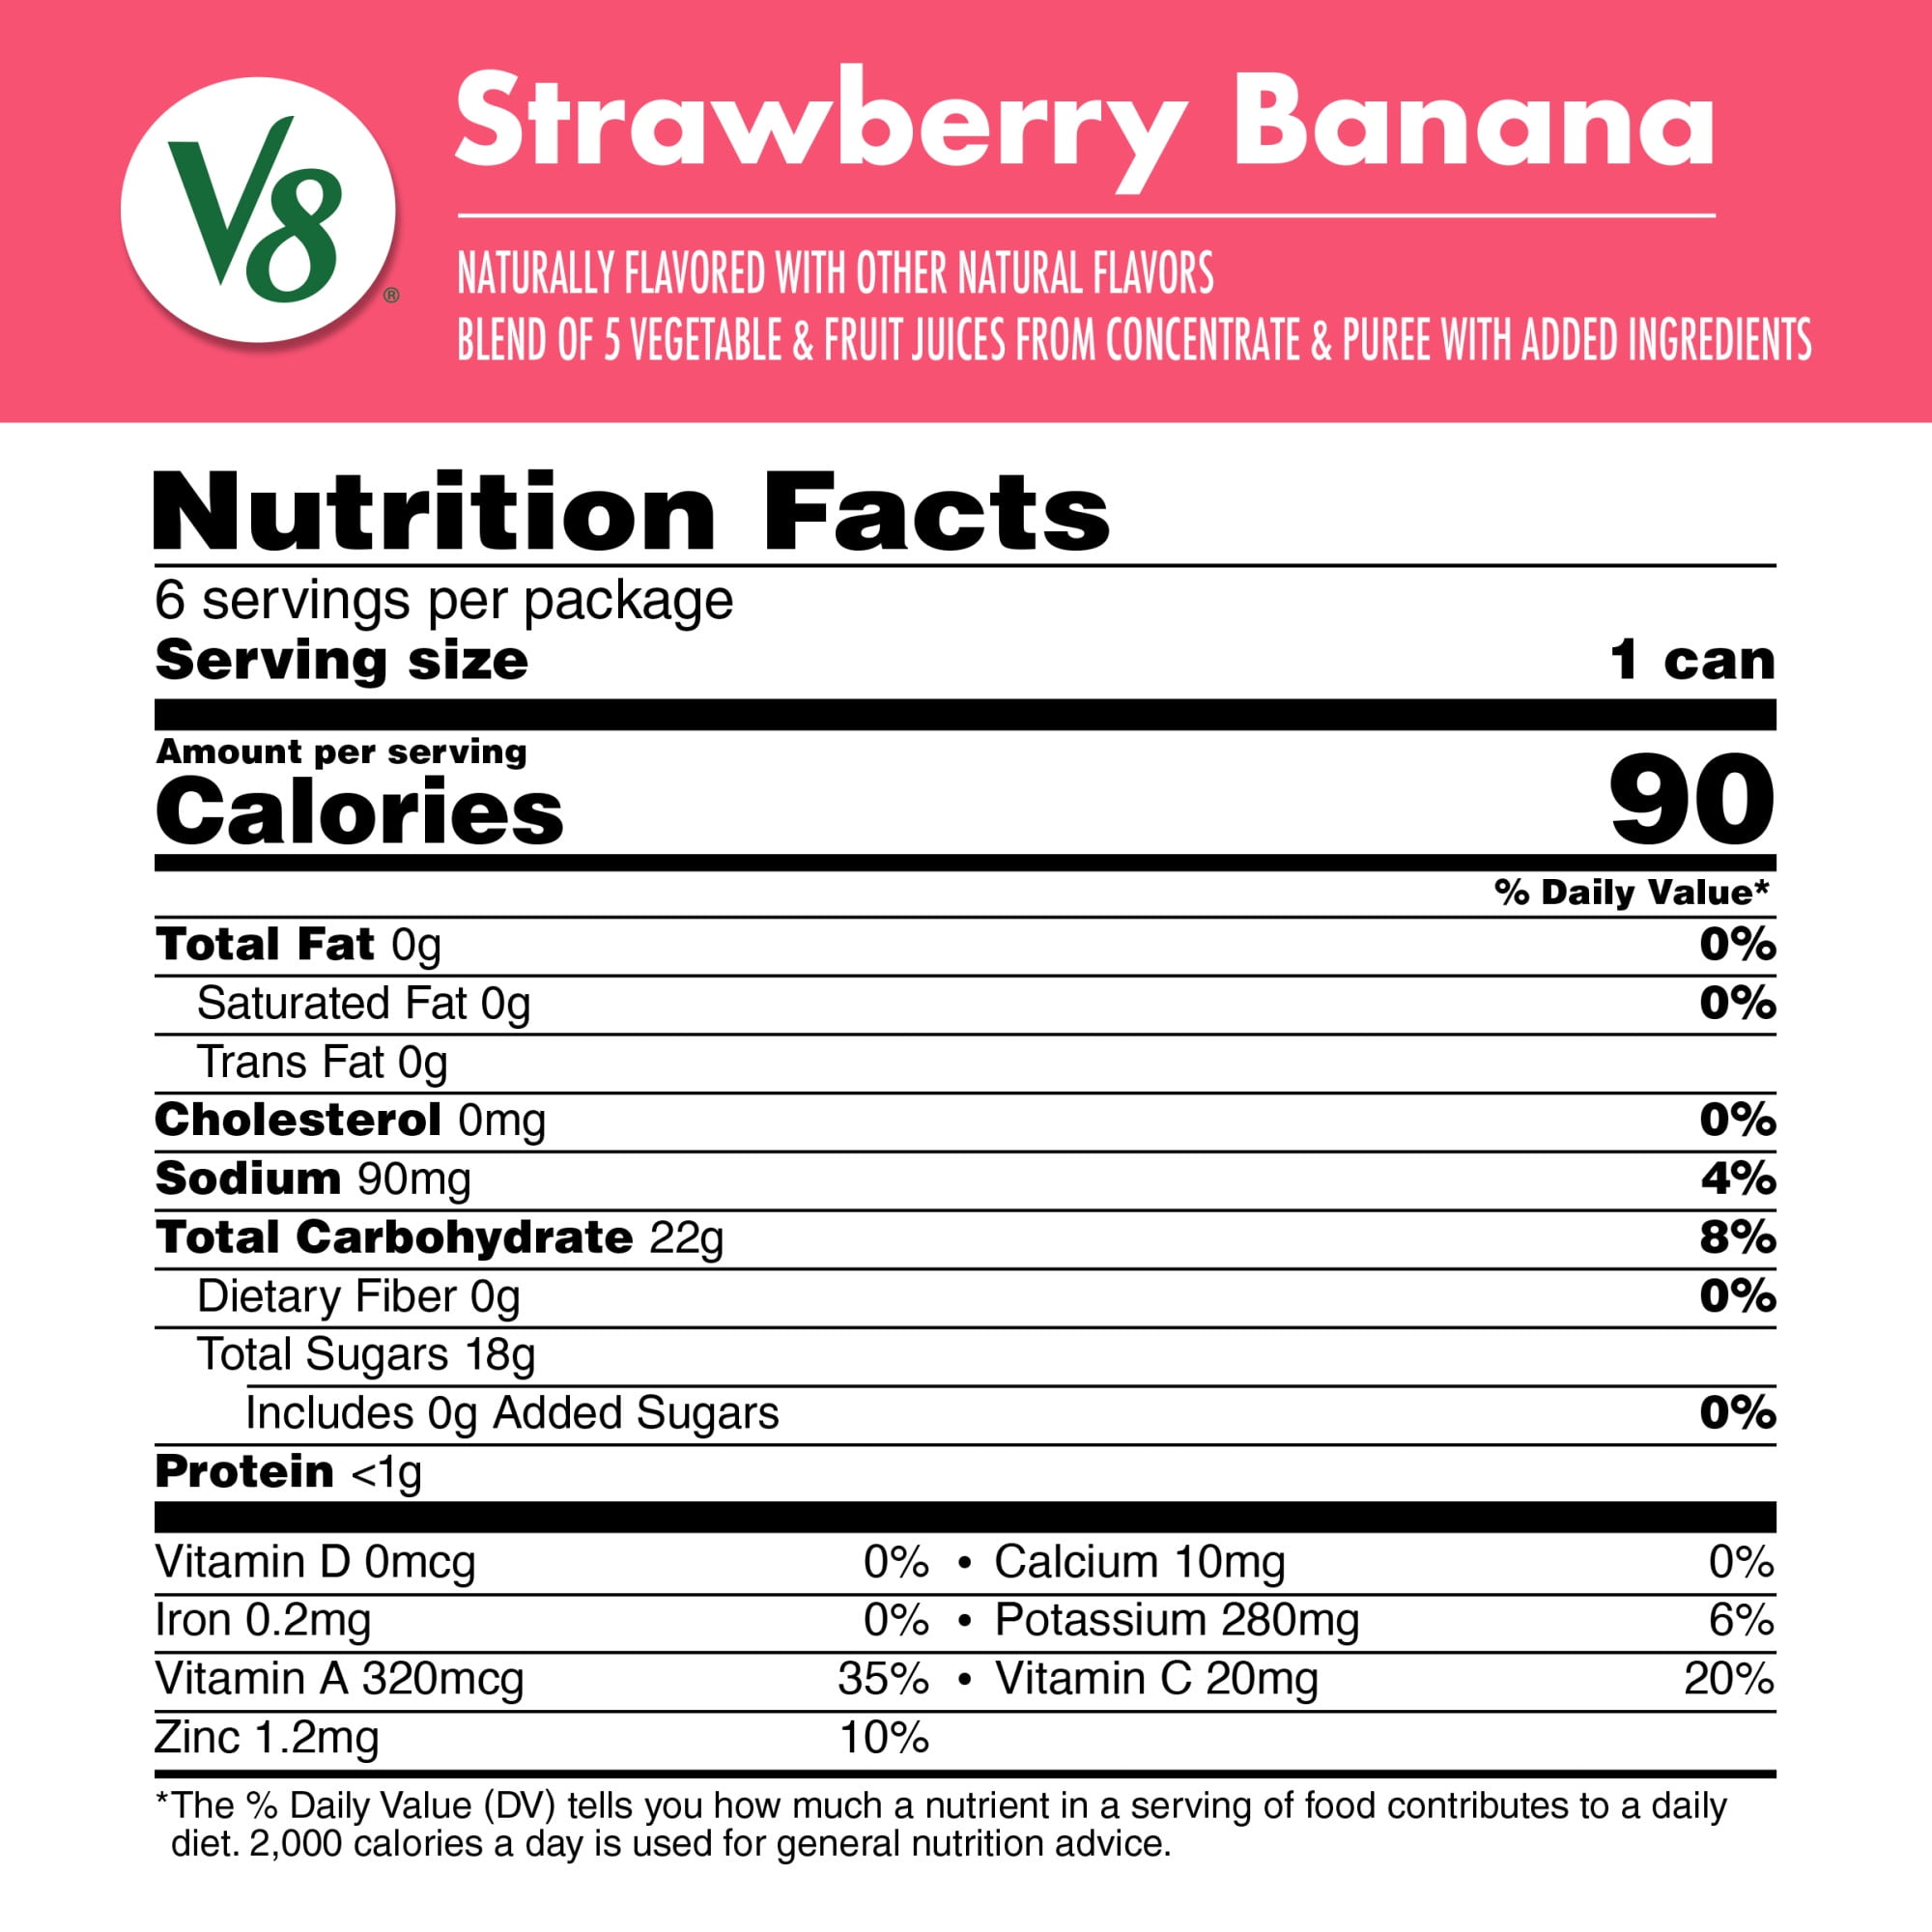 V8®
Strawberry Banana
NATURALLY FLAVORED WITH OTHER NATURAL FLAVORS
BLEND OF 5 VEGETABLE & FRUIT JUICES FROM CONCENTRATE & PUREE WITH ADDED INGREDIENTS
Nutrition Facts
6 servings per package
Serving size 1 can
Amount per serving
Calories 90
% Daily Value*
Total Fat 0g 0%
Saturated Fat 0g 0%
Trans Fat 0g
Cholesterol 0mg 0%
Sodium 90mg 4%
Total Carbohydrate 22g 8%
Dietary Fiber 0g 0%
Total Sugars 18g
Includes 0g Added Sugars 0%
Protein <1g
Vitamin D 0mcg 0% • Calcium 10mg 0%
Iron 0.2mg 0% • Potassium 280mg 6%
Vitamin A 320mcg 35% • Vitamin C 20mg 20%
Zinc 1.2mg 10%
*The % Daily Value (DV) tells you how much a nutrient in a serving of food contributes to a daily
diet. 2,000 calories a day is used for general nutrition advice.